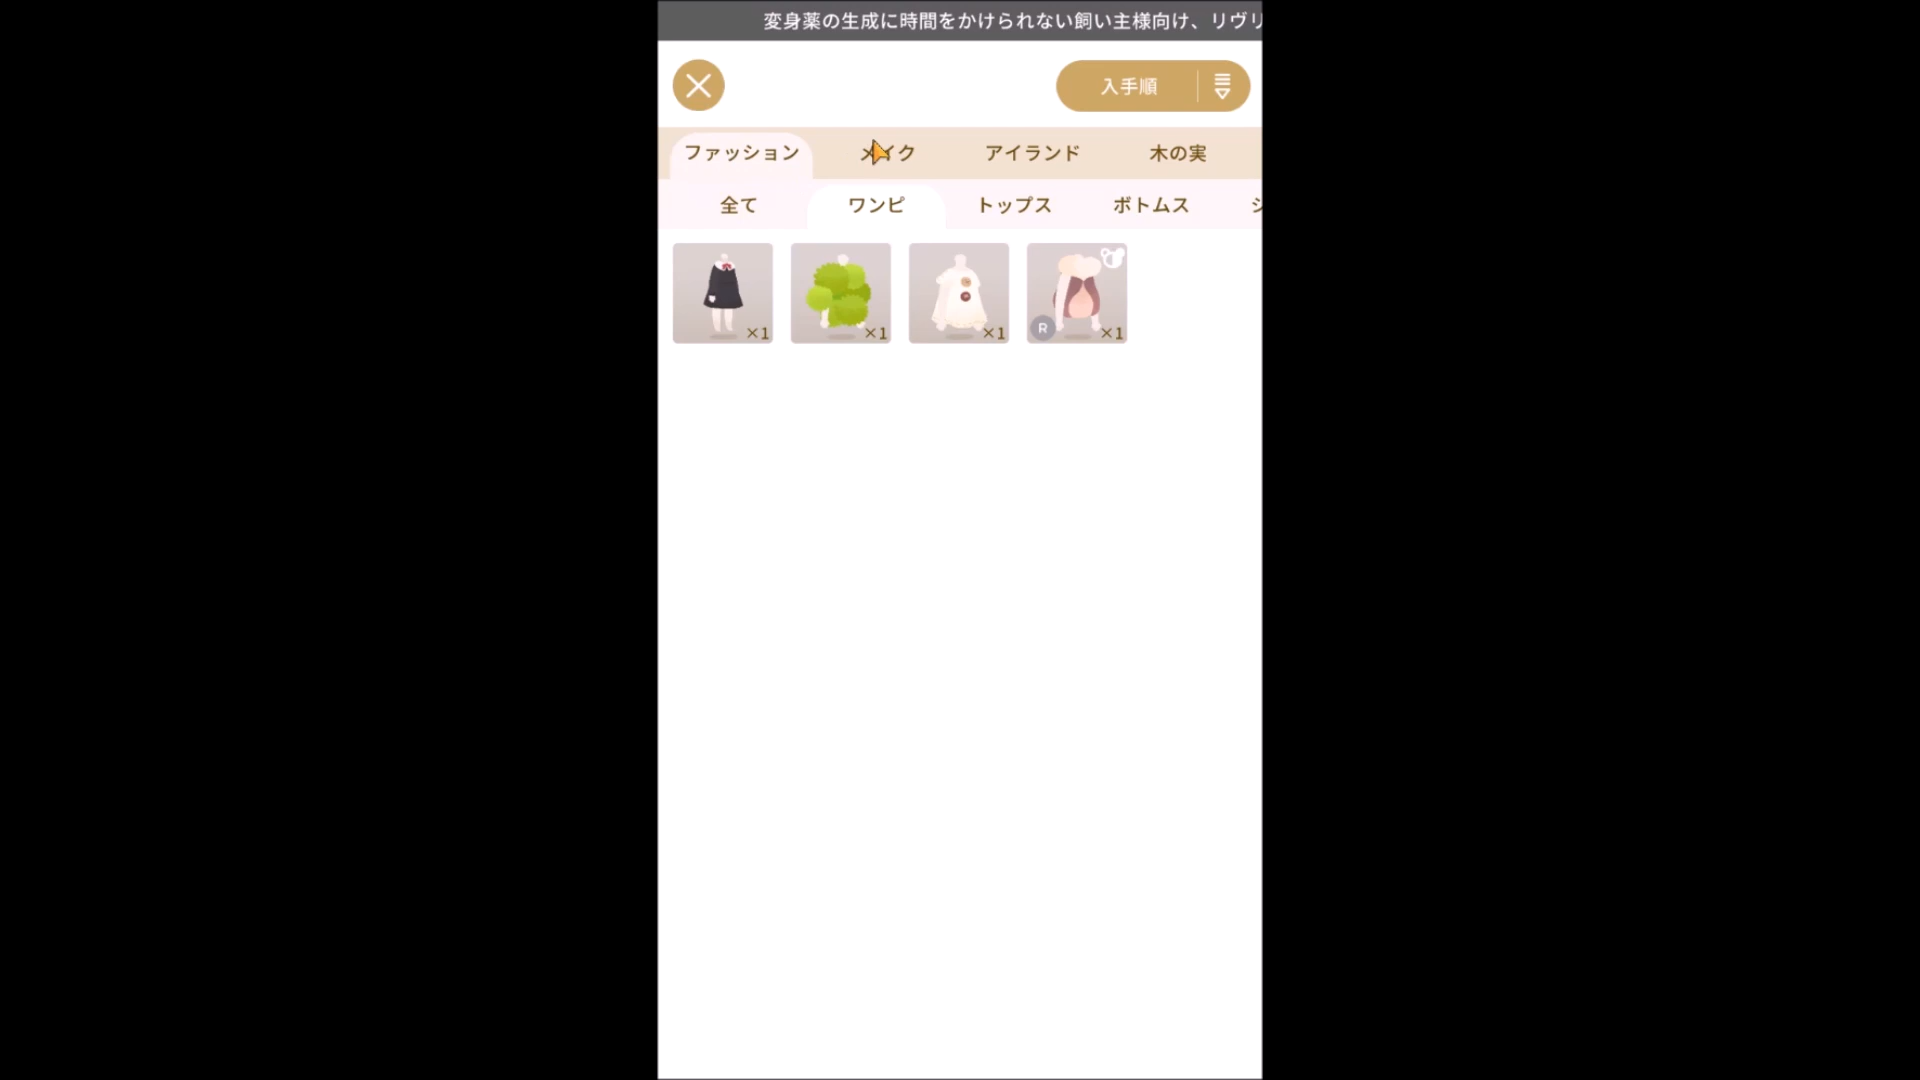 変身薬の生成に時間をかけられない飼い主様向け、リヴリ
入手順
ファッション メイク アイランド 木の実
全て ワンピ トップス ボトムス
×1 ×1 ×1 R ×1